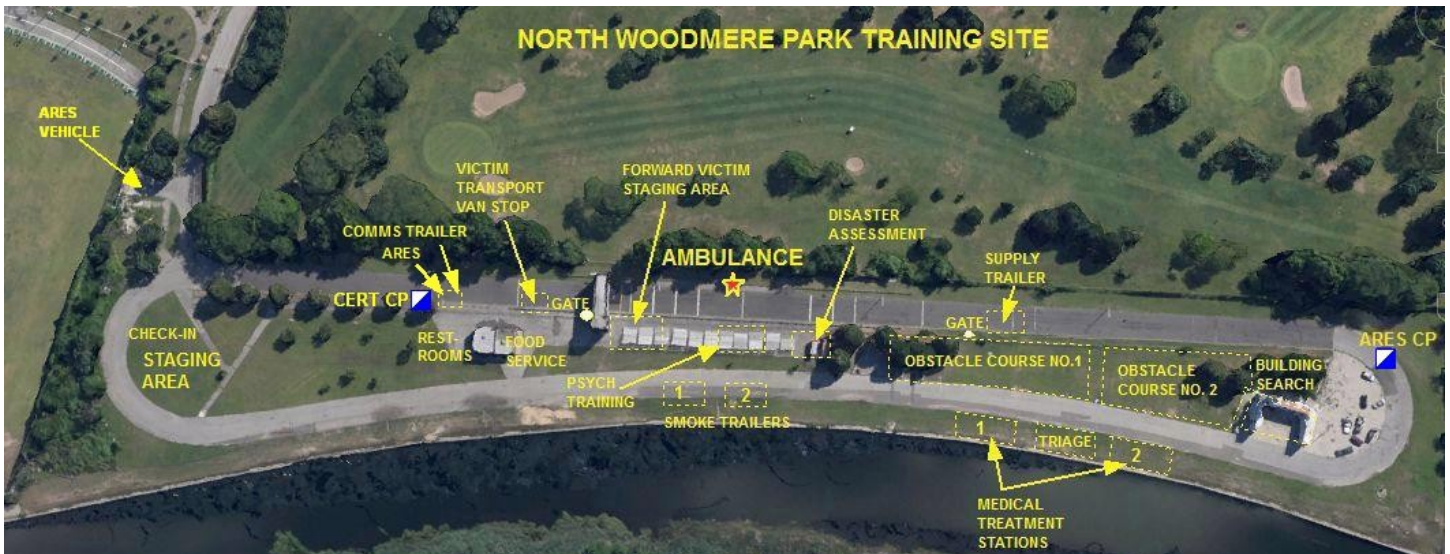 NORTH WOODMERE PARK TRAINING SITE
ARES
VEHICLE
VICTIM
TRANSPORT
VAN STOP
FORWARD VICTIM
STAGING AREA
DISASTER
ASSESSMENT
COMMS TRAILER
ARES
AMBULANCE
SUPPLY
TRAILER
CERT CP
GATE
GATE
ARES CP
CHECK-IN
STAGING
AREA
REST-
ROOMS
FOOD
SERVICE
OBSTACLE COURSE NO.1
OBSTACLE
COURSE NO. 2
BUILDING
SEARCH
PSYCH
TRAINING
1
2
SMOKE TRAILERS
1
TRIAGE
2
MEDICAL
TREATMENT
STATIONS